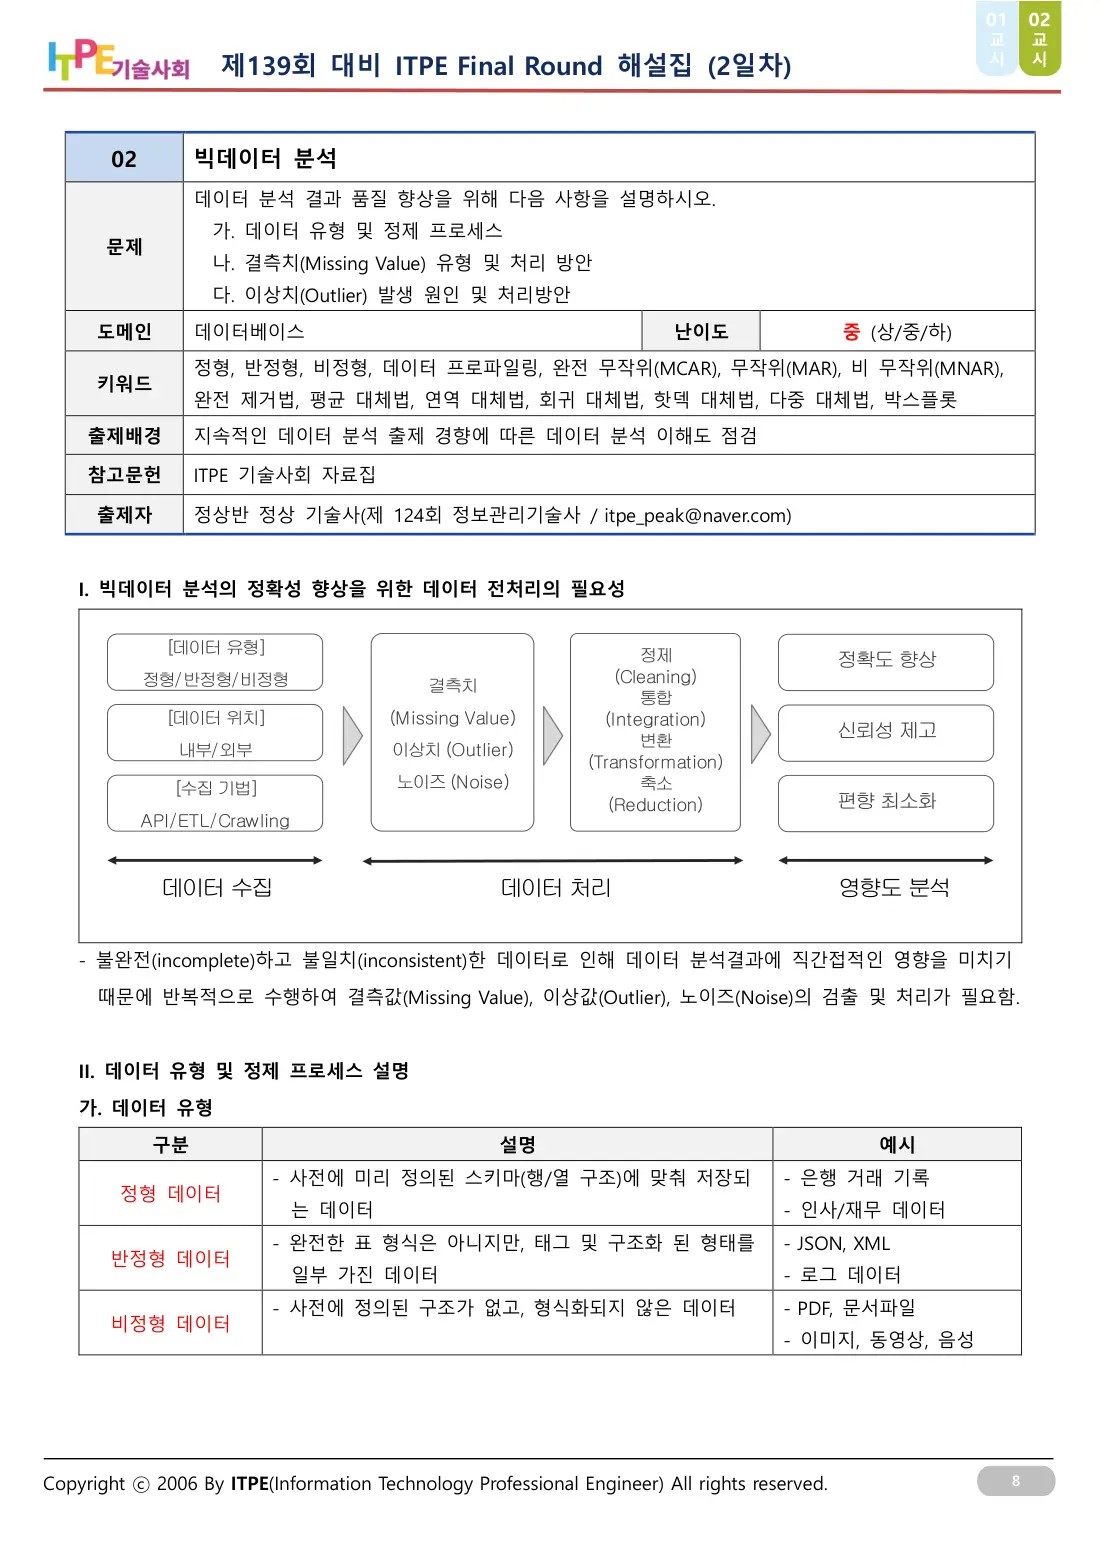 ITPE기술사회 제139회 대비 ITPE Final Round 해설집 (2일차)
01
교
시
02
교
시
02 빅데이터 분석
문제
데이터 분석 결과 품질 향상을 위해 다음 사항을 설명하시오.
가. 데이터 유형 및 정제 프로세스
나. 결측치(Missing Value) 유형 및 처리 방안
다. 이상치(Outlier) 발생 원인 및 처리방안
도메인 데이터베이스 난이도 중 (상/중/하)
키워드
정형, 반정형, 비정형, 데이터 프로파일링, 완전 무작위(MCAR), 무작위(MAR), 비 무작위(MNAR),
완전 제거법, 평균 대체법, 연역 대체법, 회귀 대체법, 핫덱 대체법, 다중 대체법, 박스플롯
출제배경 지속적인 데이터 분석 출제 경향에 따른 데이터 분석 이해도 점검
참고문헌 ITPE 기술사회 자료집
출제자 정상반 정상 기술사(제 124회 정보관리기술사 / itpe_peak@naver.com)
I. 빅데이터 분석의 정확성 향상을 위한 데이터 전처리의 필요성
[데이터 유형]
정형/반정형/비정형
[데이터 위치]
내부/외부
[수집 기법]
API/ETL/Crawling
결측치
(Missing Value)
이상치 (Outlier)
노이즈 (Noise)
정제
(Cleaning)
통합
(Integration)
변환
(Transformation)
축소
(Reduction)
정확도 향상
신뢰성 제고
편향 최소화
데이터 수집 데이터 처리 영향도 분석
- 불완전(incomplete)하고 불일치(inconsistent)한 데이터로 인해 데이터 분석결과에 직간접적인 영향을 미치기
때문에 반복적으로 수행하여 결측값(Missing Value), 이상값(Outlier), 노이즈(Noise)의 검출 및 처리가 필요함.
II. 데이터 유형 및 정제 프로세스 설명
가. 데이터 유형
구분 설명 예시
정형 데이터
- 사전에 미리 정의된 스키마(행/열 구조)에 맞춰 저장되
는 데이터
- 은행 거래 기록
- 인사/재무 데이터
반정형 데이터
- 완전한 표 형식은 아니지만, 태그 및 구조화 된 형태를
일부 가진 데이터
- JSON, XML
- 로그 데이터
비정형 데이터
- 사전에 정의된 구조가 없고, 형식화되지 않은 데이터
- PDF, 문서파일
- 이미지, 동영상, 음성
Copyright ⓒ 2006 By ITPE(Information Technology Professional Engineer) All rights reserved. 8